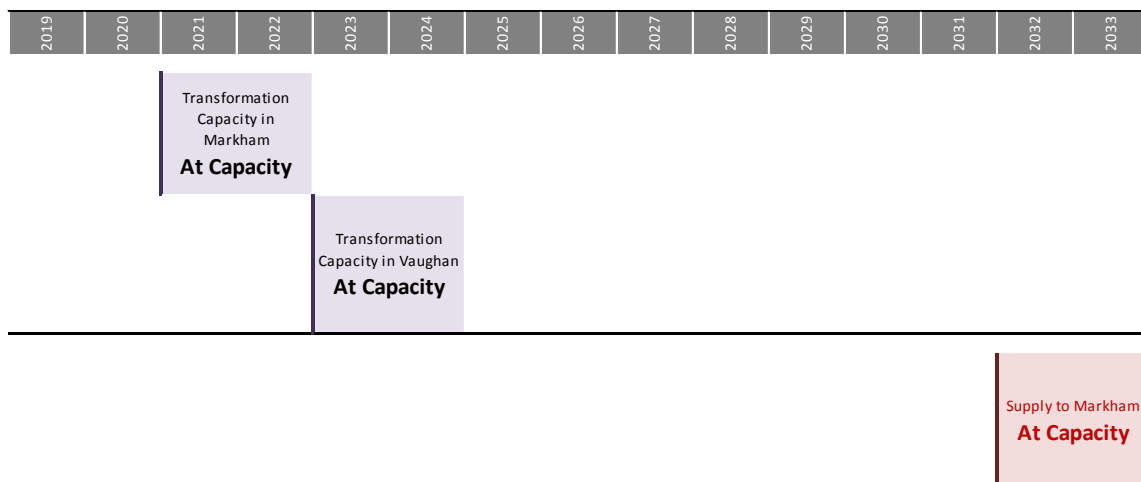 2019 2020 2021 2022 2023 2024 2025 2026 2027 2028 2029 2030 2031 2032 2033
Transformation
Capacity in
Markham
At Capacity
Transformation
Capacity in Vaughan
At Capacity
Supply to Markham
At Capacity